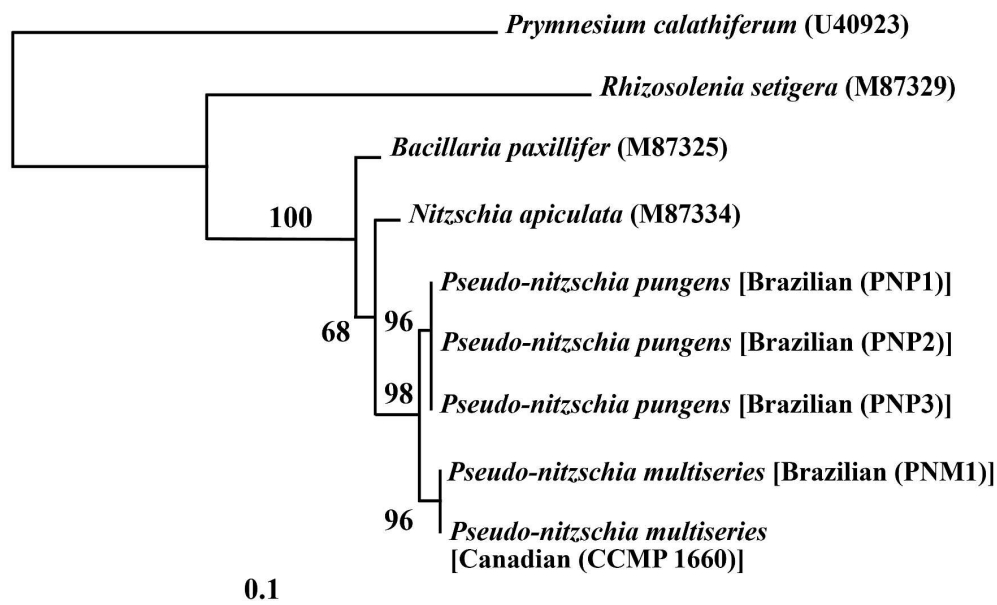 Prymnesium calathiferum (U40923)
Rhizosolenia setigera (M87329)
Bacillaria paxillifer (M87325)
100
Nitzschia apiculata (M87334)
Pseudo-nitzschia pungens [Brazilian (PNP1)]
96
68
Pseudo-nitzschia pungens [Brazilian (PNP2)]
98
Pseudo-nitzschia pungens [Brazilian (PNP3)]
Pseudo-nitzschia multiseries [Brazilian (PNM1)]
96
Pseudo-nitzschia multiseries
[Canadian (CCMP 1660)]
0.1